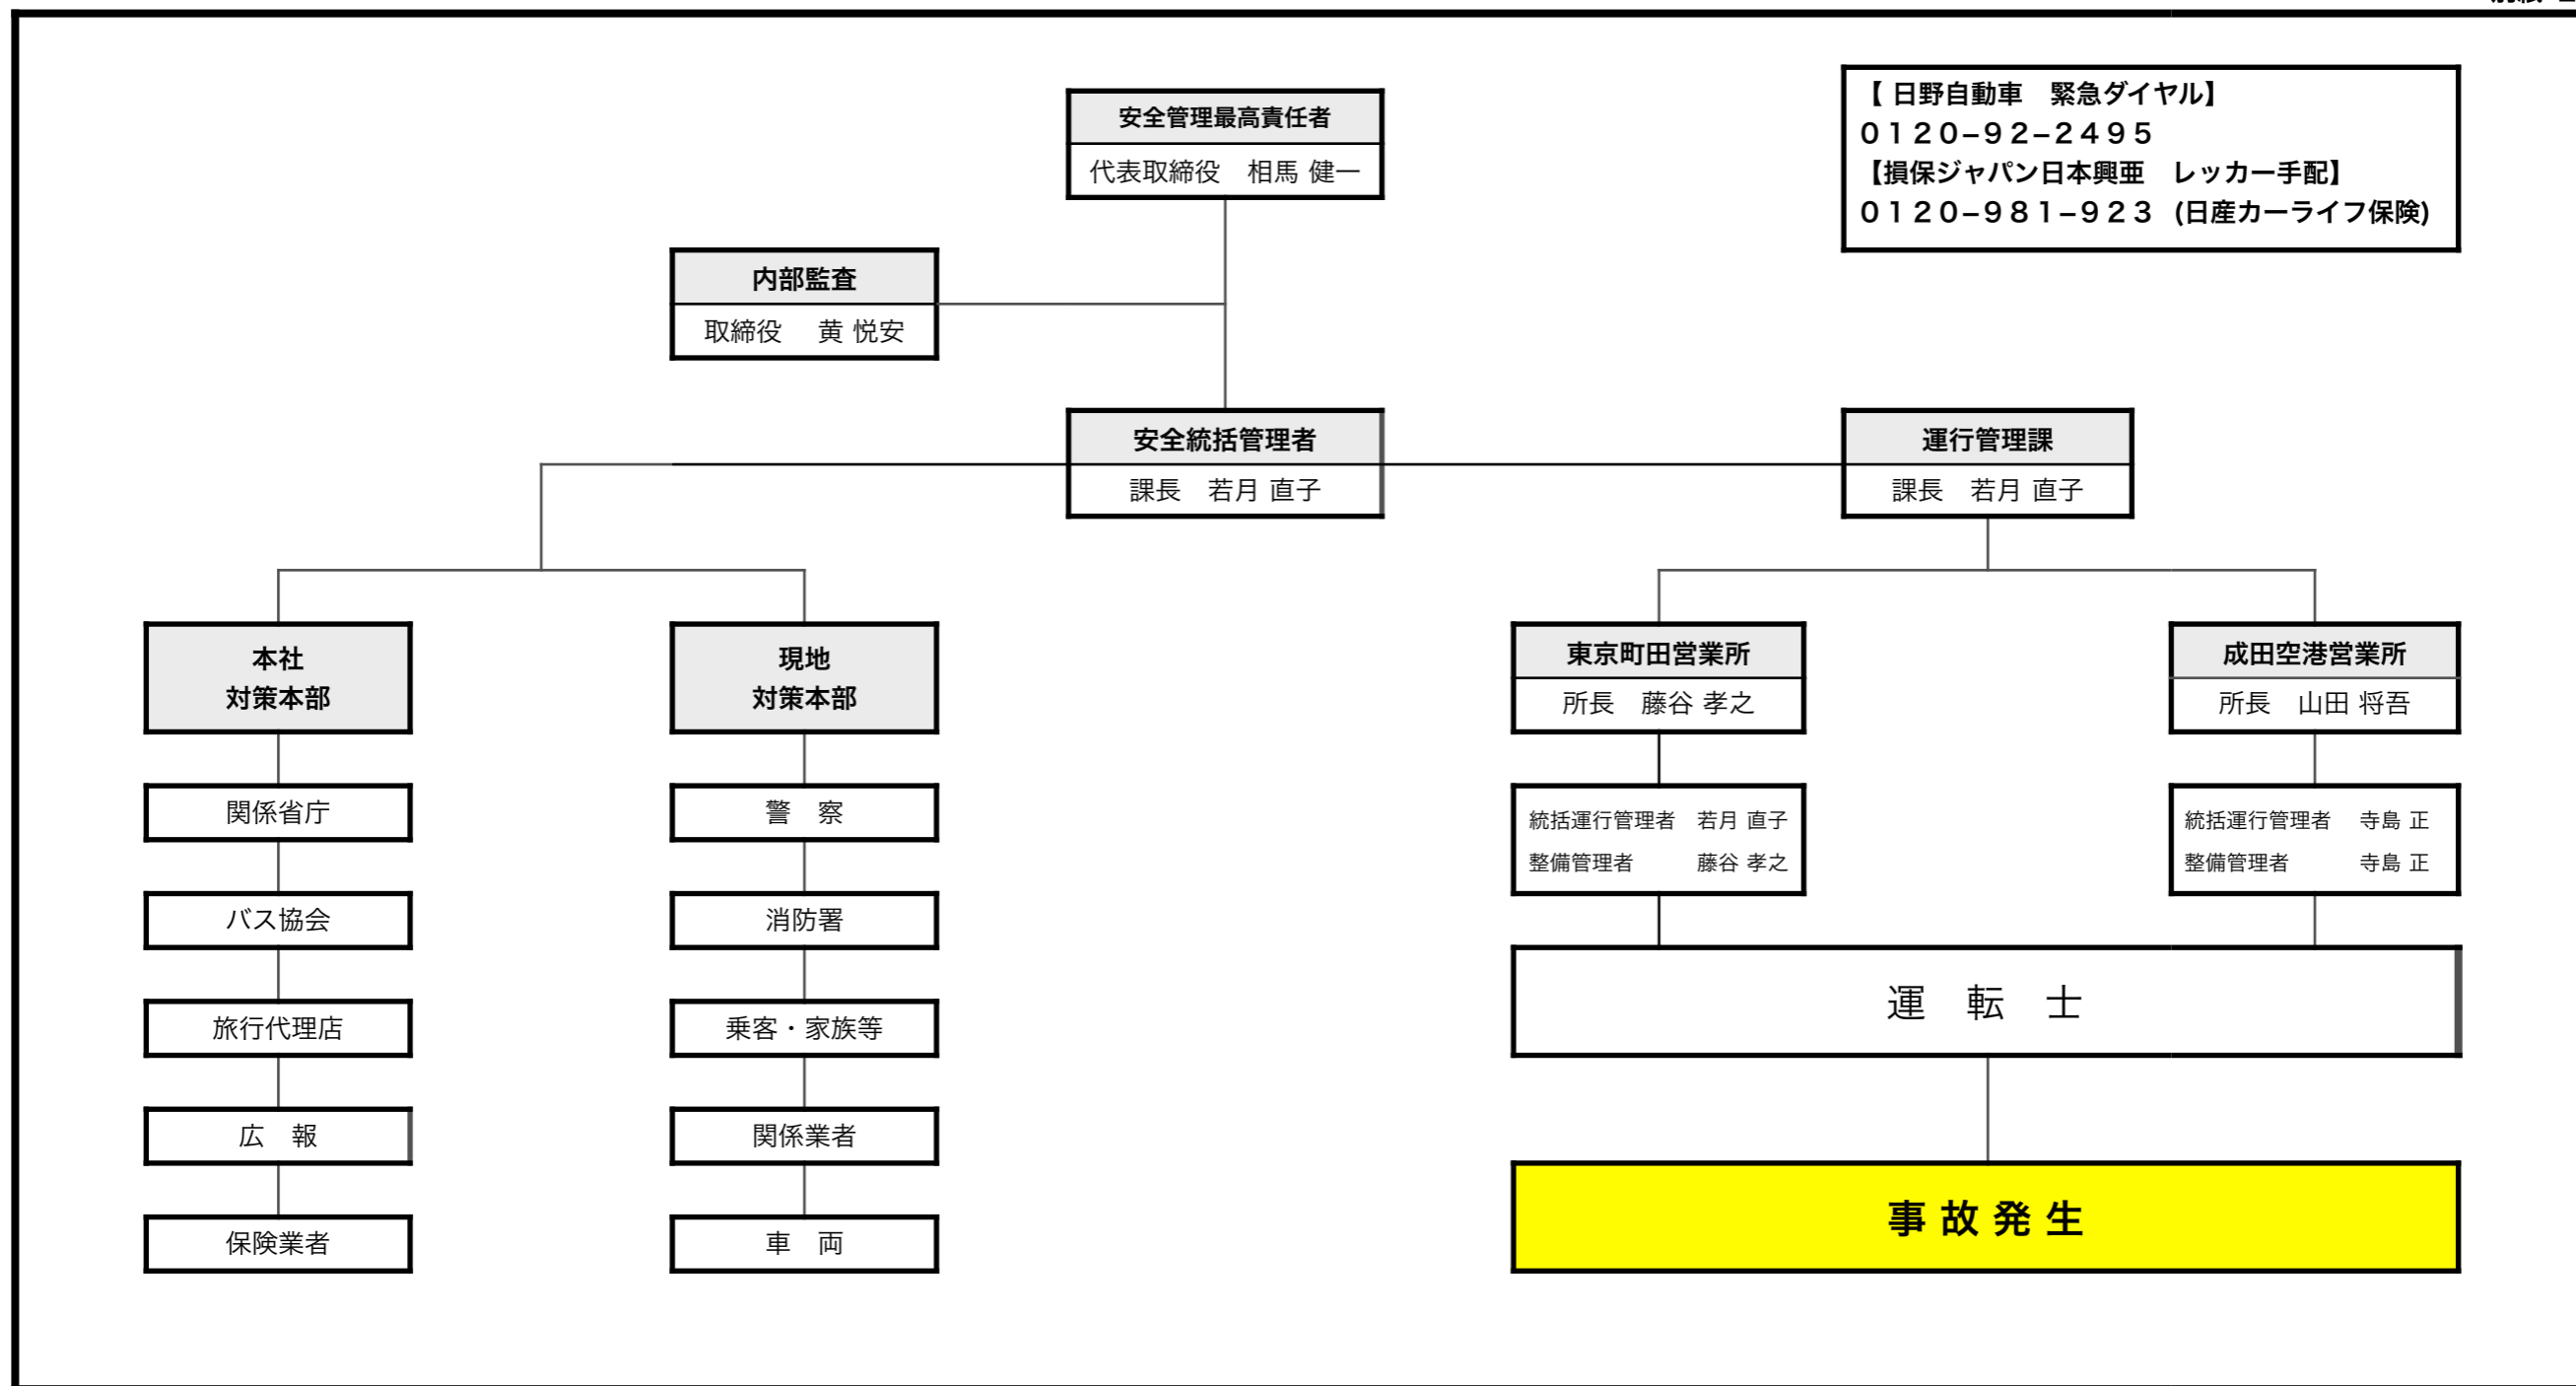 安全管理最高責任者
代表取締役　相馬 健一
【 日野自動車　緊急ダイヤル】
０１２０−９２−２４９５
【損保ジャパン日本興亜　レッカー手配】
０１２０−９８１−９２３ (日産カーライフ保険)
内部監査
取締役　 黄 悦安
安全統括管理者
課長　若月 直子
運行管理課
課長　若月 直子
本社
対策本部
関係省庁
バス協会
旅行代理店
広　報
保険業者
現地
対策本部
警　察
消防署
乗客・家族等
関係業者
車　両
東京町田営業所
所長　藤谷 孝之
統括運行管理者　若月 直子
整備管理者　　　藤谷 孝之
成田空港営業所
所長　山田 将吾
統括運行管理者　 寺島 正
整備管理者　　　 寺島 正
運　転　士
事 故 発 生